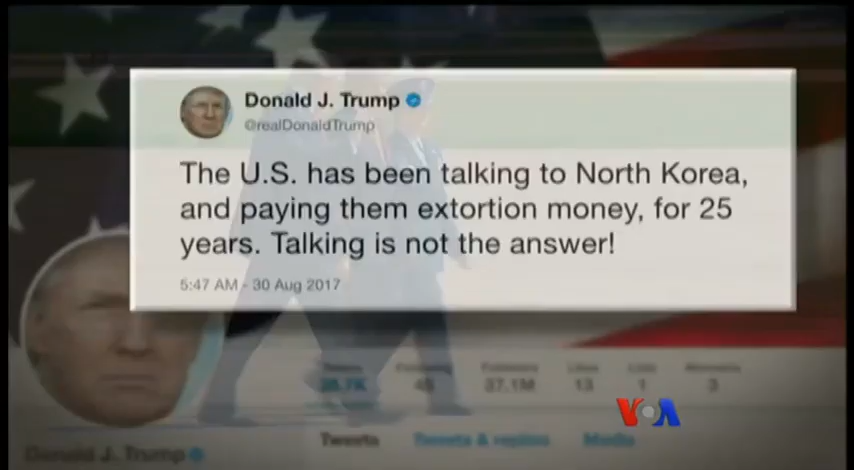 Donald J. Trump
@realDonaldTrump
The U.S. has been talking to North Korea,
and paying them extortion money, for 25
years. Talking is not the answer!
5:47 AM - 30 Aug 2017
Tweets Following Followers Likes Lists
45 37.1M 13 1 3
VOA
Tweets Tweets & replies Media
Donald J. Trump